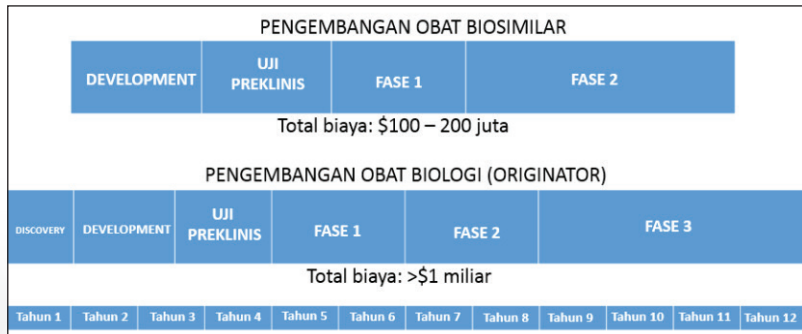 PENGEMBANGAN OBAT BIOSIMILAR
DEVELOPMENT
UJI
PREKLINIS
FASE 1
FASE 2
Total biaya: $100 – 200 juta
PENGEMBANGAN OBAT BIOLOGI (ORIGINATOR)
DISCOVERY
DEVELOPMENT
UJI
PREKLINIS
FASE 1
FASE 2
FASE 3
Total biaya: >$1 miliar
Tahun 1 Tahun 2 Tahun 3 Tahun 4 Tahun 5 Tahun 6 Tahun 7 Tahun 8 Tahun 9 Tahun 10 Tahun 11 Tahun 12